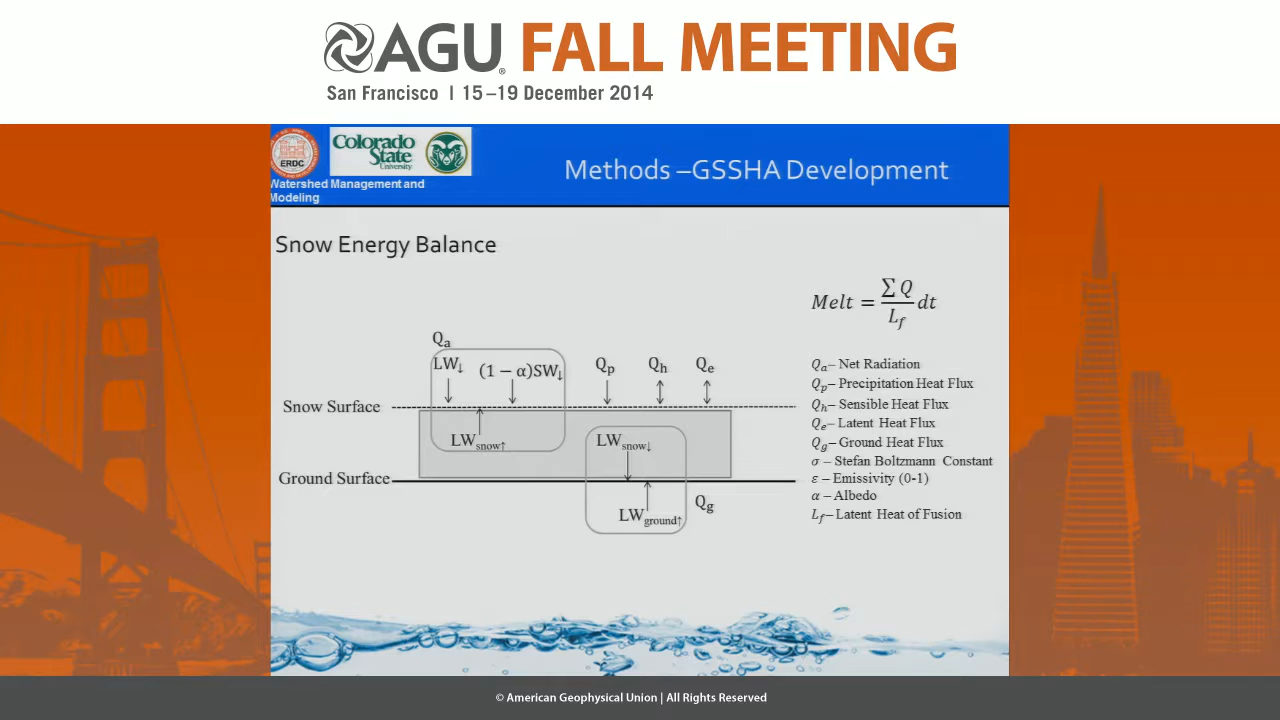 AGU FALL MEETING
San Francisco | 15–19 December 2014
ERDC
Colorado
State
University
Watershed Management and
Modeling
Methods –GSSHA Development
Snow Energy Balance
Melt = ∑ Q / L_f dt
Q_a
LW↓ (1 − α)SW↓ Q_p Q_h Q_e
Snow Surface
LW_snow↑ LW_snow↓
Ground Surface
LW_ground↑ Q_g
Q_a– Net Radiation
Q_p– Precipitation Heat Flux
Q_h– Sensible Heat Flux
Q_e– Latent Heat Flux
Q_g– Ground Heat Flux
σ – Stefan Boltzmann Constant
ε – Emissivity (0-1)
α – Albedo
L_f– Latent Heat of Fusion
© American Geophysical Union | All Rights Reserved